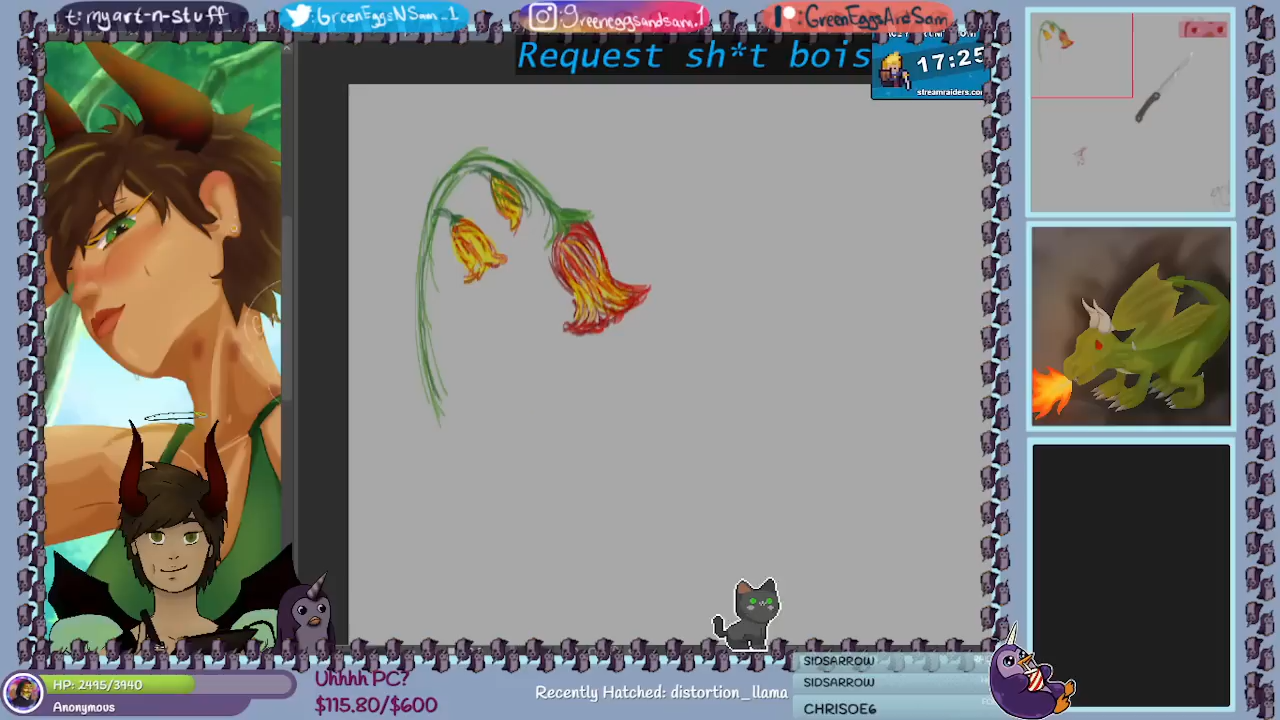 t: myart-n-stuff
:GreenEggsNSam_1
:greeneggsandsam.1
:GreenEggsAndSam
Request sh*t bois
17:25
streamraiders.co
HP: 2495/3940
Anonymous
Uhhhh PC?
$115.80/$600
Recently Hatched: distortion_llama
SIDSARROW
SIDSARROW
CHRISOE6